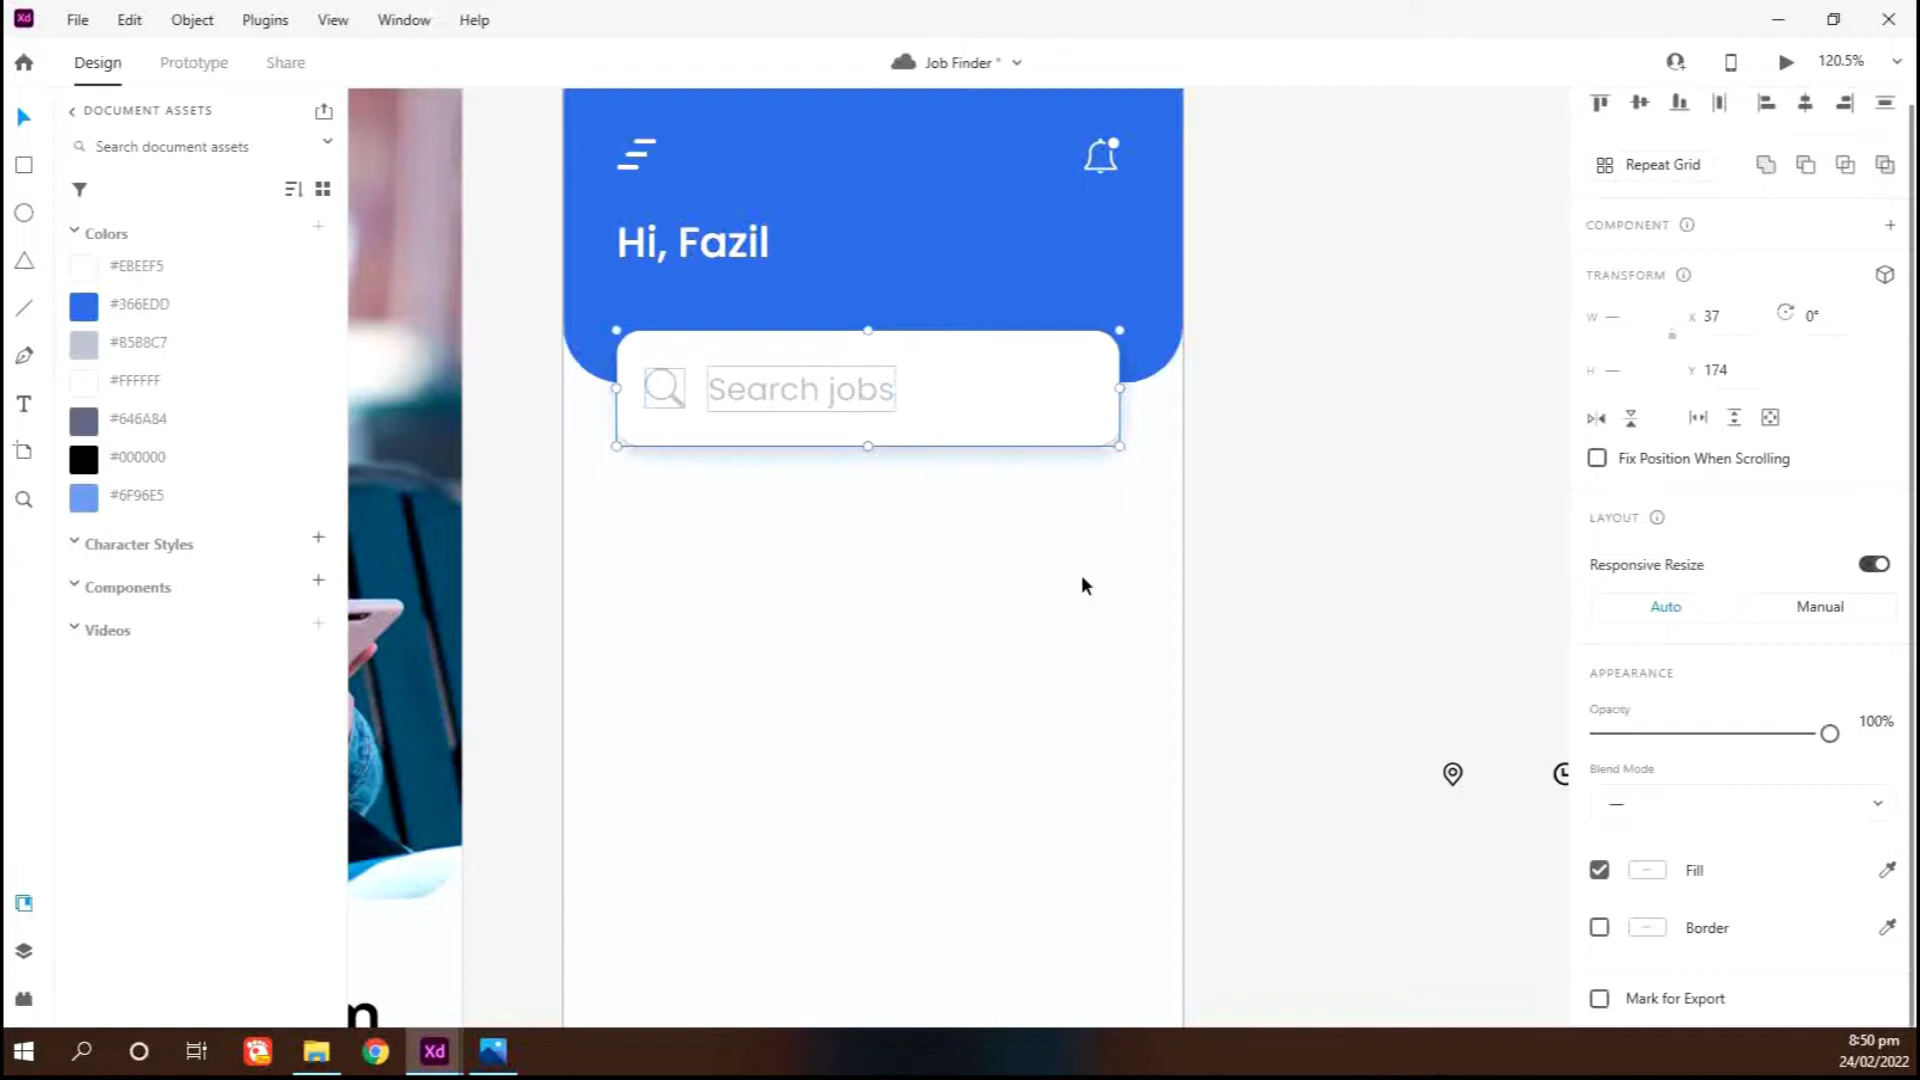 File Edit Object Plugins View Window Help
Design Prototype Share
Job Finder *
120.5%
DOCUMENT ASSETS
Search document assets
Colors
#EBEEF5
#366EDD
#B5B8C7
#FFFFFF
#646A84
#000000
#6F96E5
Character Styles
Components
Videos
Hi, Fazil
Search jobs
n
Repeat Grid
COMPONENT
TRANSFORM
W — X 37 0°
H — Y 174
Fix Position When Scrolling
LAYOUT
Responsive Resize
Auto Manual
APPEARANCE
Opacity
100%
Blend Mode
—
Fill
Border
Mark for Export
Xd
8:50 pm
24/02/2022